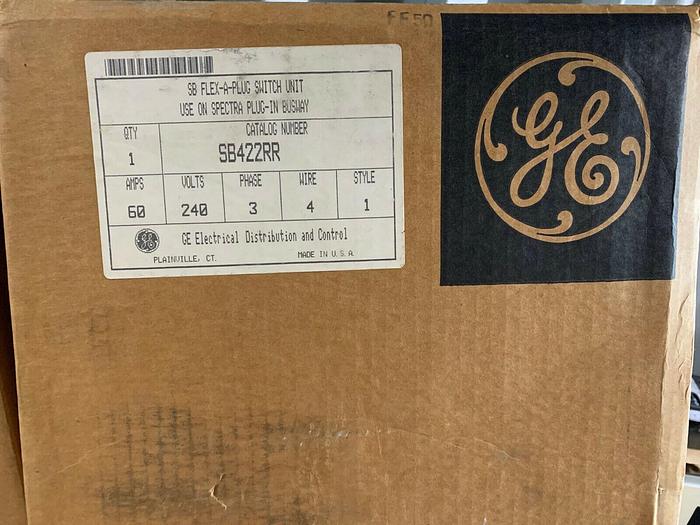 FF50
SB FLEX-A-PLUG SWITCH UNIT
USE ON SPECTRA PLUG-IN BUSWAY
QTY
1
CATALOG NUMBER
SB422RR
AMPS VOLTS PHASE WIRE STYLE
60 240 3 4 1
GE Electrical Distribution and Control
PLAINVILLE, CT. MADE IN U.S.A.
GE